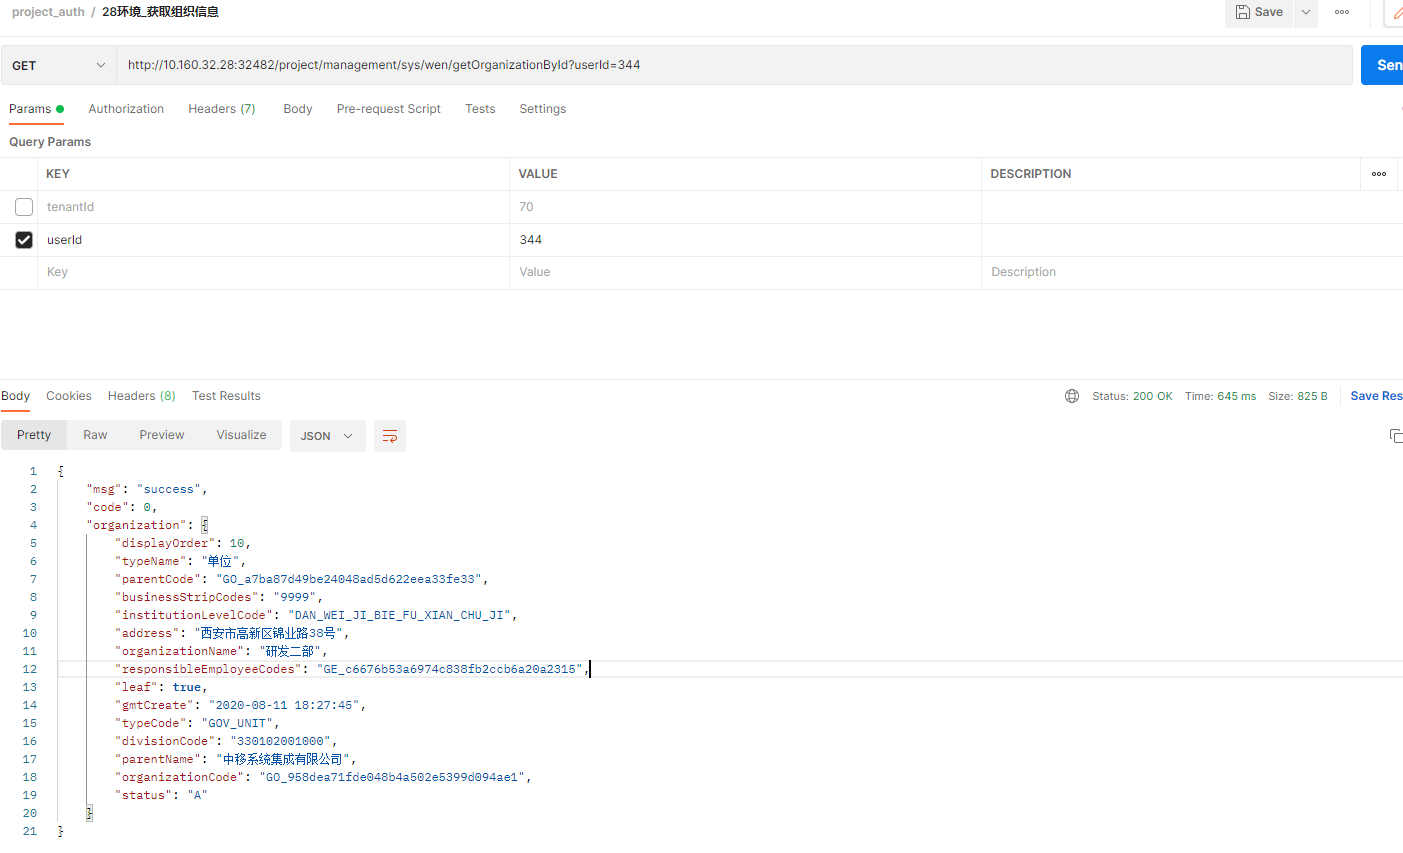 project_auth / 28环境_获取组织信息
Save
GET http://10.160.32.28:32482/project/management/sys/wen/getOrganizationById?userId=344
Sen
Params Authorization Headers (7) Body Pre-request Script Tests Settings
Query Params
KEY VALUE DESCRIPTION
tenantId 70
userId 344
Key Value Description
Body Cookies Headers (8) Test Results Status: 200 OK Time: 645 ms Size: 825 B Save Res
Pretty Raw Preview Visualize JSON
1 {
2 "msg": "success",
3 "code": 0,
4 "organization": {
5 "displayOrder": 10,
6 "typeName": "单位",
7 "parentCode": "GO_a7ba87d49be24048ad5d622eea33fe33",
8 "businessStripCodes": "9999",
9 "institutionLevelCode": "DAN_WEI_JI_BIE_FU_XIAN_CHU_JI",
10 "address": "西安市高新区锦业路38号",
11 "organizationName": "研发二部",
12 "responsibleEmployeeCodes": "GE_c6676b53a6974c838fb2ccb6a20a2315",
13 "leaf": true,
14 "gmtCreate": "2020-08-11 18:27:45",
15 "typeCode": "GOV_UNIT",
16 "divisionCode": "330102001000",
17 "parentName": "中移系统集成有限公司",
18 "organizationCode": "GO_958dea71fde048b4a502e5399d094ae1",
19 "status": "A"
20 }
21 }